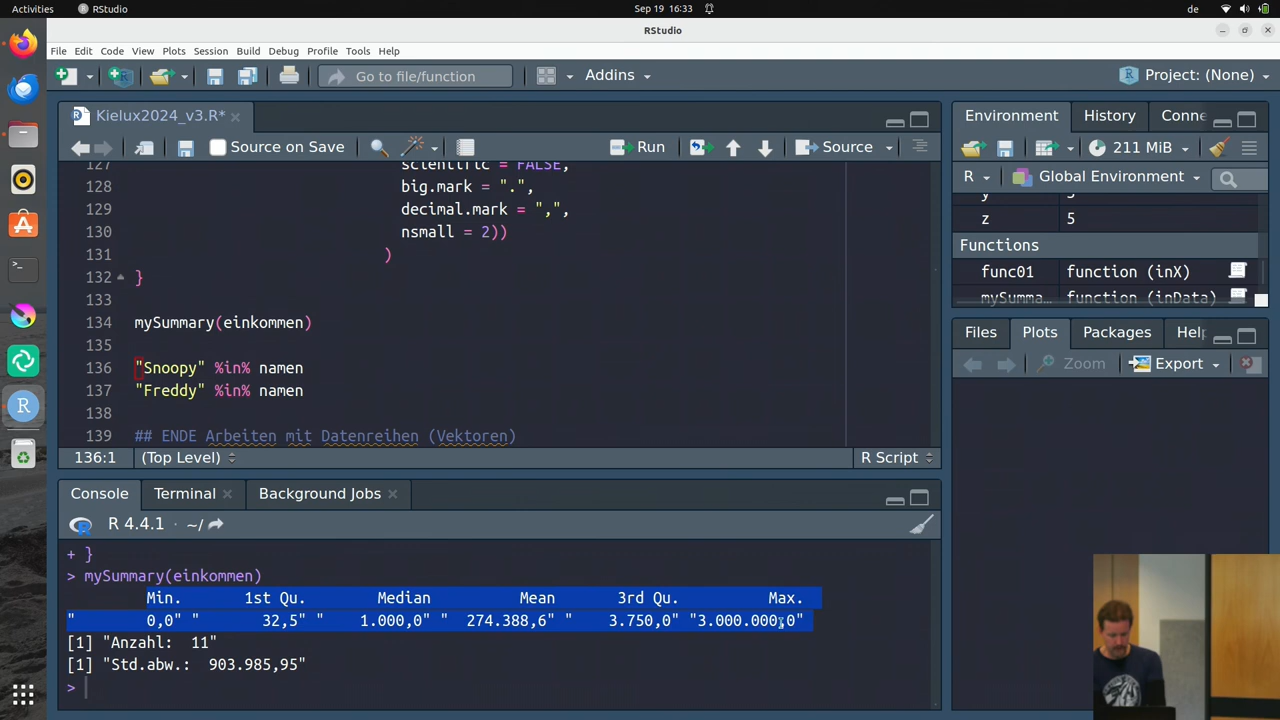 Activities RStudio Sep 19 16:33 de
RStudio
File Edit Code View Plots Session Build Debug Profile Tools Help
Go to file/function Addins Project: (None)
Kielux2024_v3.R*
Source on Save Run Source
127 scientific = FALSE,
128 big.mark = ".",
129 decimal.mark = ",",
130 nsmall = 2))
131 )
132 }
133
134 mySummary(einkommen)
135
136 "Snoopy" %in% namen
137 "Freddy" %in% namen
138
139 ## ENDE Arbeiten mit Datenreihen (Vektoren)
136:1 (Top Level) R Script
Console Terminal Background Jobs
R 4.4.1 · ~/
+ }
> mySummary(einkommen)
Min. 1st Qu. Median Mean 3rd Qu. Max.
" 0,0" " 32,5" " 1.000,0" " 274.388,6" " 3.750,0" "3.000.000,0"
[1] "Anzahl: 11"
[1] "Std.abw.: 903.985,95"
>
Environment History Conne
211 MiB
R Global Environment
z 5
Functions
func01 function (inX)
mySumma… function (inData)
Files Plots Packages Help
Zoom Export